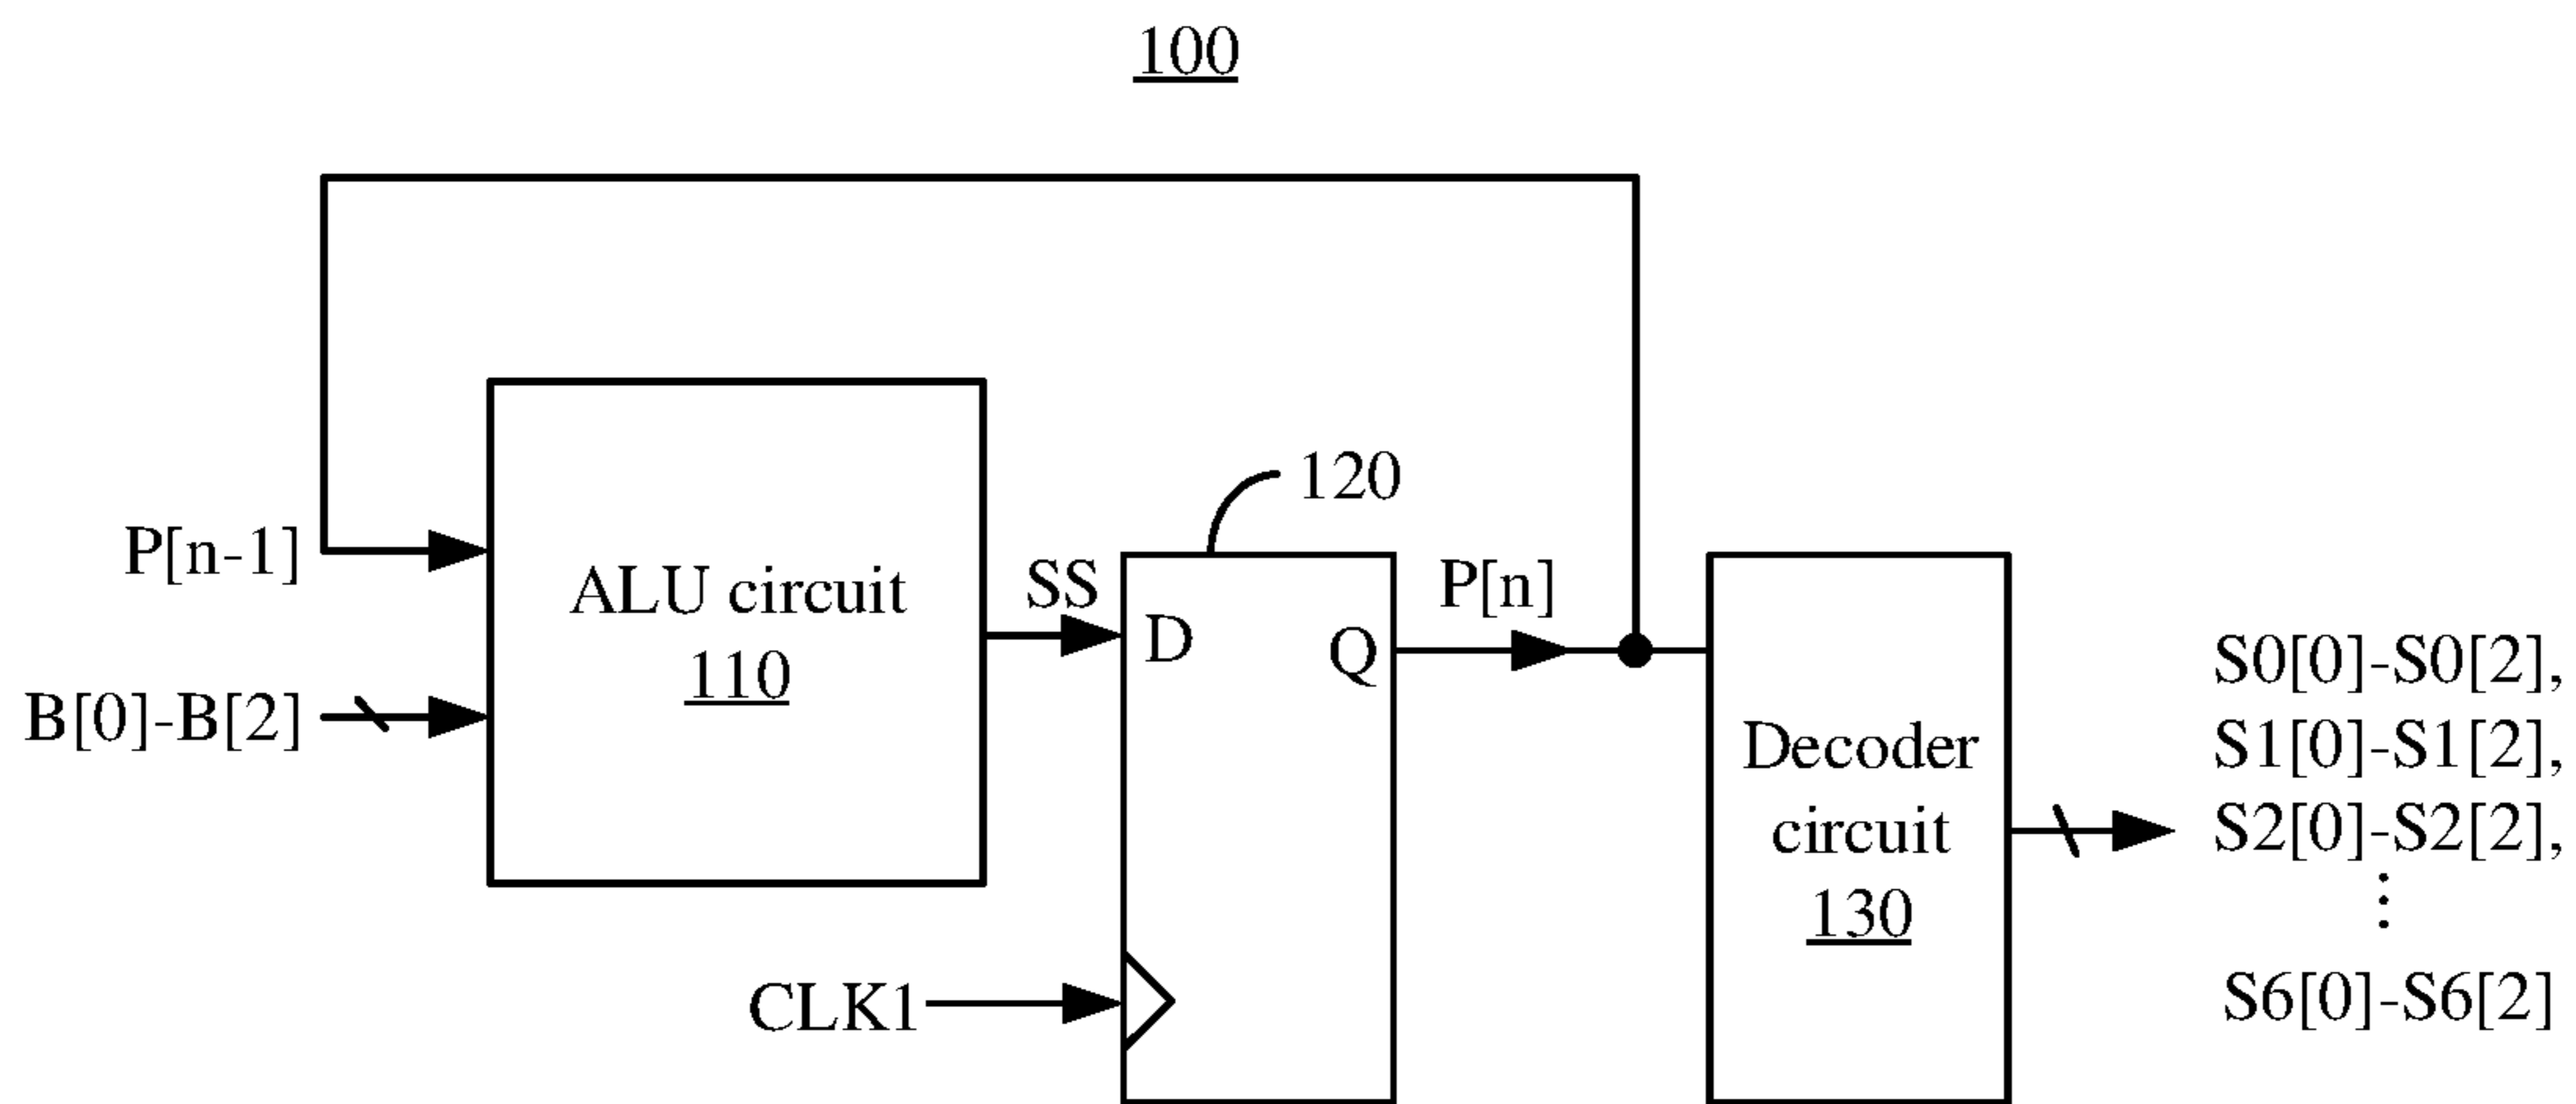 100
120
P[n-1]
B[0]-B[2]
ALU circuit
110
SS
D
Q
CLK1
P[n]
Decoder
circuit
130
S0[0]-S0[2],
S1[0]-S1[2],
S2[0]-S2[2],
⋮
S6[0]-S6[2]